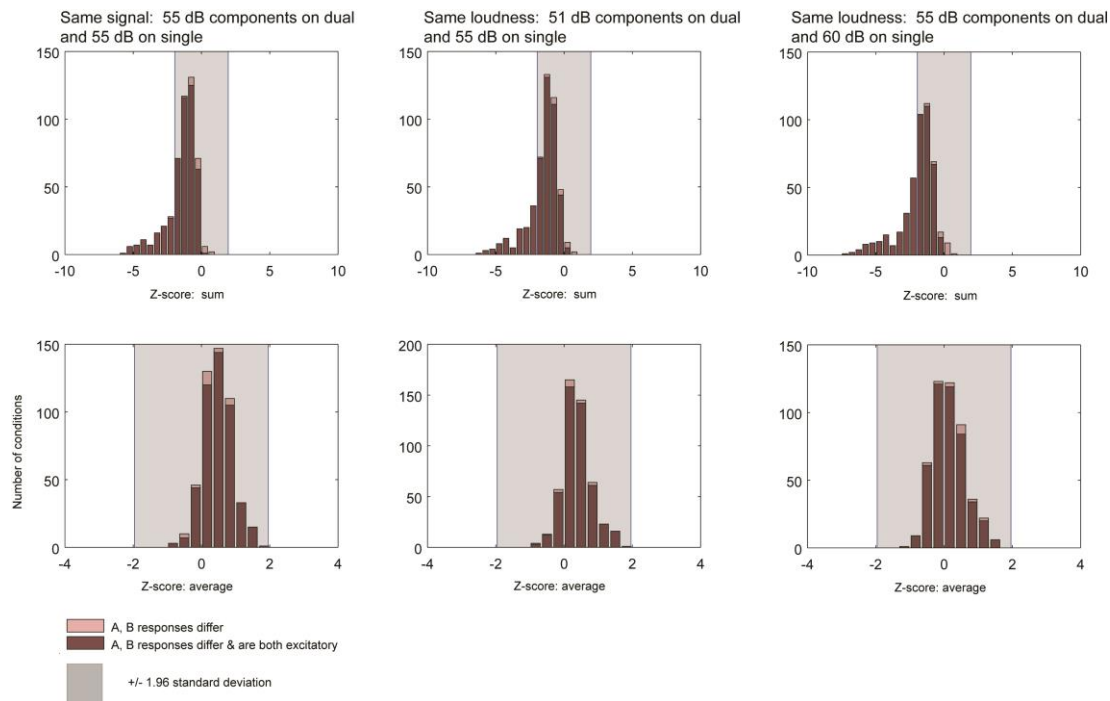 Same signal: 55 dB components on dual
and 55 dB on single
150
100
50
0
-10 -5 0 5 10
Z-score: sum
Same loudness: 51 dB components on dual
and 55 dB on single
150
100
50
0
-10 -5 0 5 10
Z-score: sum
Same loudness: 55 dB components on dual
and 60 dB on single
150
100
50
0
-10 -5 0 5 10
Z-score: sum
Number of conditions
150
100
50
0
-4 -2 0 2 4
Z-score: average
200
150
100
50
0
-4 -2 0 2 4
Z-score: average
150
100
50
0
-4 -2 0 2 4
Z-score: average
A, B responses differ
A, B responses differ & are both excitatory
+/- 1.96 standard deviation